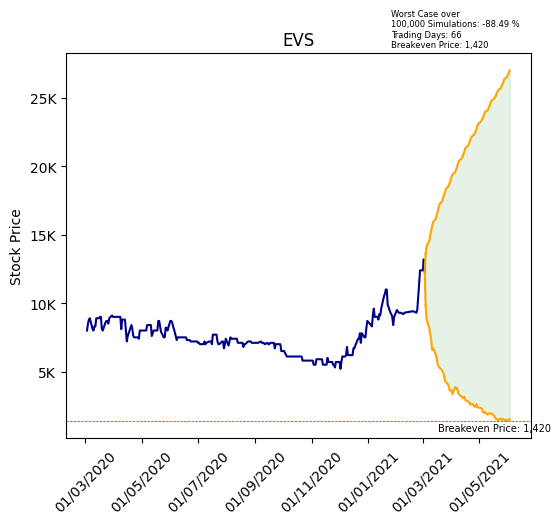 Worst Case over
100,000 Simulations: -88.49 %
Trading Days: 66
Breakeven Price: 1,420
EVS
Stock Price
25K
20K
15K
10K
5K
Breakeven Price: 1,420
01/03/2020
01/05/2020
01/07/2020
01/09/2020
01/11/2020
01/01/2021
01/03/2021
01/05/2021